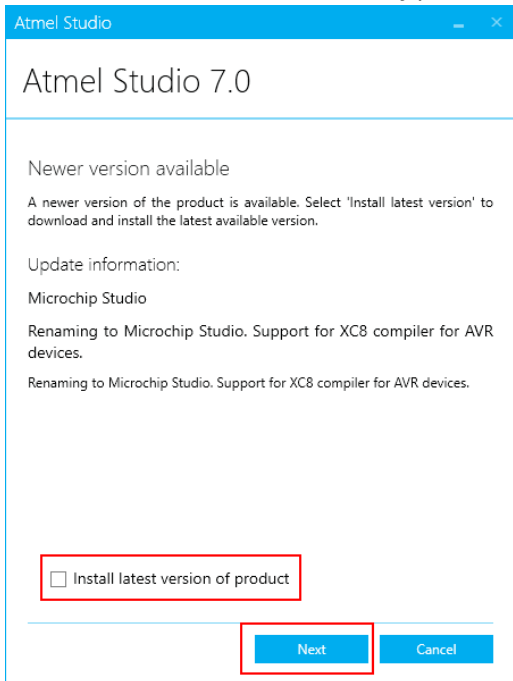 Atmel Studio
Atmel Studio 7.0
Newer version available
A newer version of the product is available. Select 'Install latest version' to
download and install the latest available version.
Update information:
Microchip Studio
Renaming to Microchip Studio. Support for XC8 compiler for AVR
devices.
Renaming to Microchip Studio. Support for XC8 compiler for AVR devices.
Install latest version of product
Next Cancel